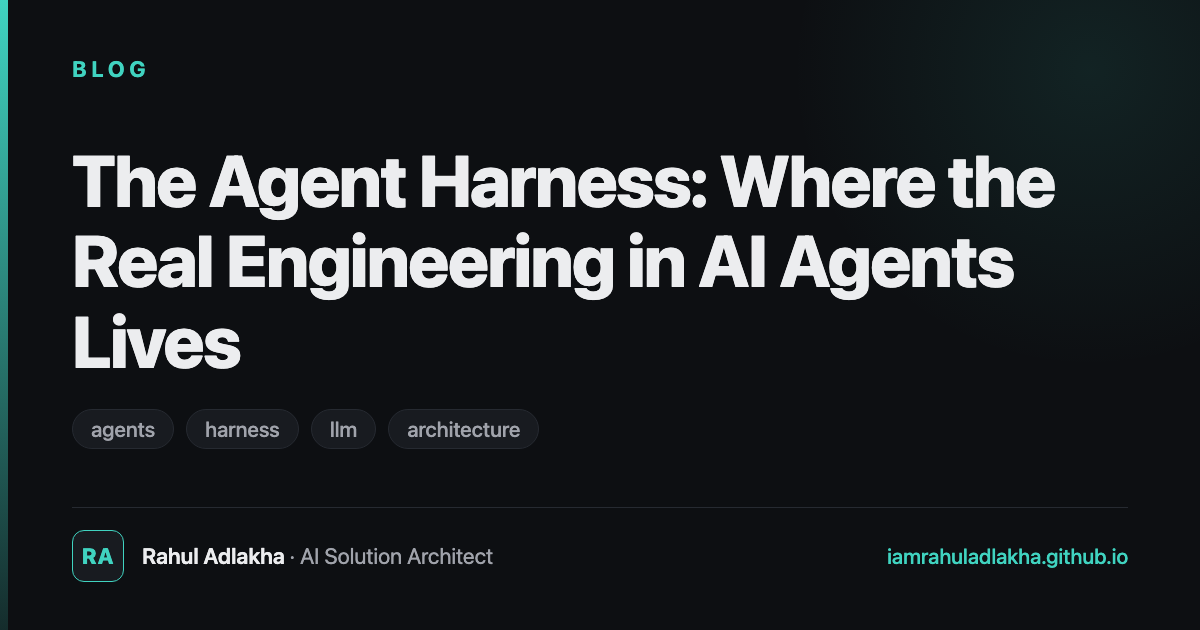 BLOG
The Agent Harness: Where the
Real Engineering in AI Agents
Lives
agents harness llm architecture
RA Rahul Adlakha · AI Solution Architect iamrahuladlakha.github.io